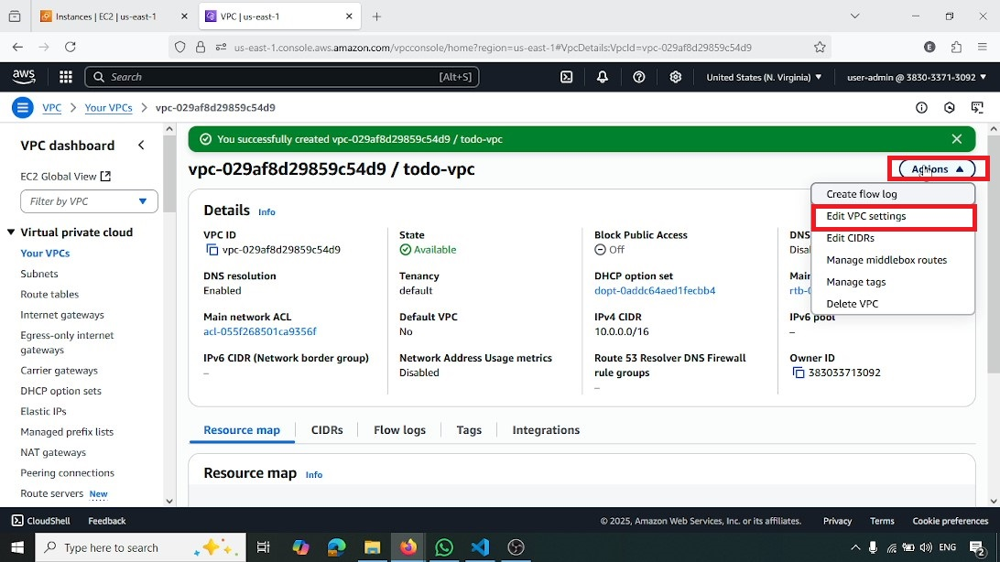 Instances | EC2 | us-east-1
VPC | us-east-1
us-east-1.console.aws.amazon.com/vpcconsole/home?region=us-east-1#VpcDetails:VpcId=vpc-029af8d29859c54d9
E
aws
Search
[Alt+S]
United States (N. Virginia)
user-admin @ 3830-3371-3092
VPC
Your VPCs
vpc-029af8d29859c54d9
VPC dashboard
EC2 Global View
Filter by VPC
Virtual private cloud
Your VPCs
Subnets
Route tables
Internet gateways
Egress-only internet
gateways
Carrier gateways
DHCP option sets
Elastic IPs
Managed prefix lists
NAT gateways
Peering connections
Route servers New
You successfully created vpc-029af8d29859c54d9 / todo-vpc
vpc-029af8d29859c54d9 / todo-vpc
Actions
Create flow log
Edit VPC settings
Edit CIDRs
Manage middlebox routes
Manage tags
Delete VPC
Details Info
VPC ID
vpc-029af8d29859c54d9
State
Available
Block Public Access
Off
DNS
DNS resolution
Enabled
Tenancy
default
DHCP option set
dopt-0addc64aed1fecbb4
rtb-0
Main network ACL
acl-055f268501ca9356f
Default VPC
No
IPv4 CIDR
10.0.0.0/16
IPv6 pool
–
IPv6 CIDR (Network border group)
–
Network Address Usage metrics
Disabled
Route 53 Resolver DNS Firewall
rule groups
–
Owner ID
383033713092
Resource map
CIDRs
Flow logs
Tags
Integrations
Resource map Info
CloudShell
Feedback
© 2025, Amazon Web Services, Inc. or its affiliates.
Privacy
Terms
Cookie preferences
Type here to search
ENG
2